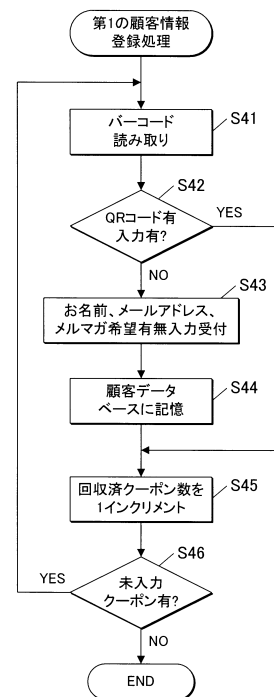 第1の顧客情報
登録処理
バーコード
読み取り
S41
QRコード有
入力有?
S42
YES
NO
S43
お名前、メールアドレス、
メルマガ希望有無入力受付
顧客データ
ベースに記憶
S44
回収済クーポン数を
1インクリメント
S45
S46
YES
未入力
クーポン有?
NO
END